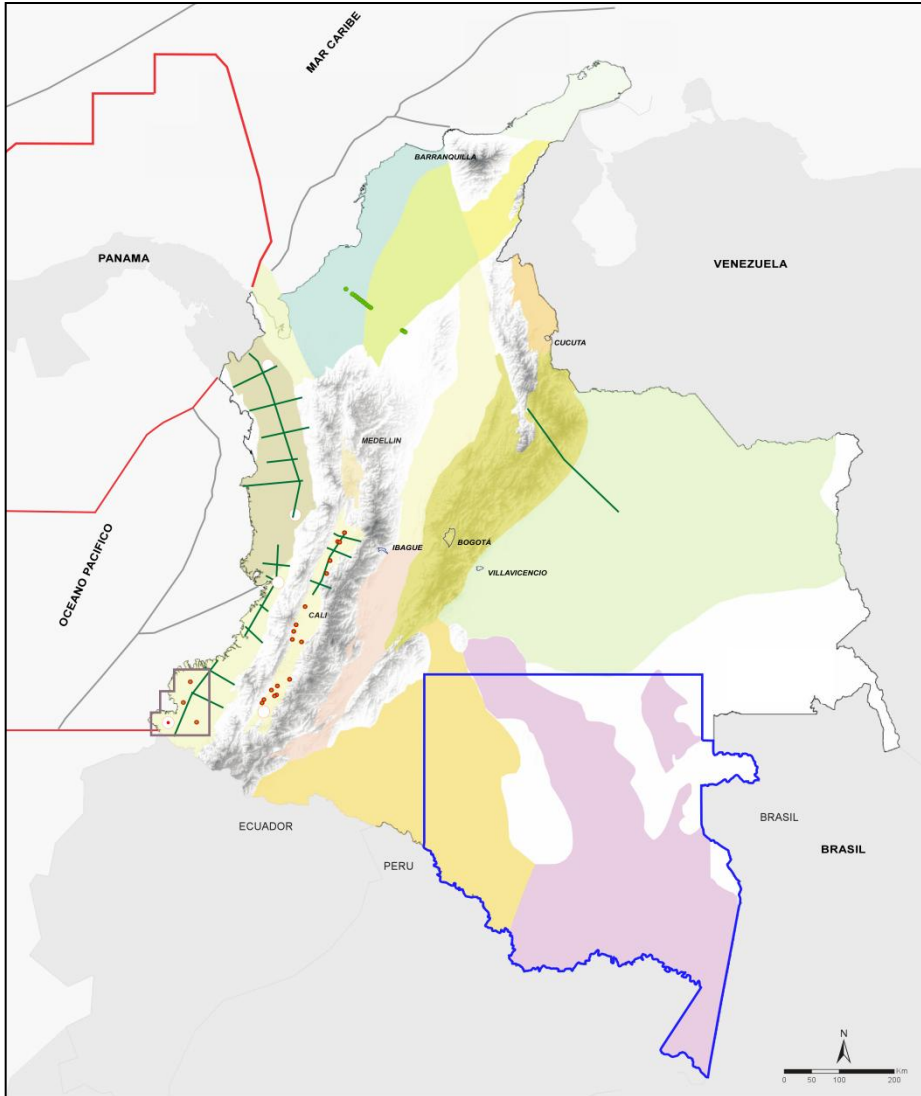 MAR CARIBE
BARRANQUILLA
PANAMA
VENEZUELA
CUCUTA
MEDELLIN
OCEANO PACIFICO
IBAGUE
BOGOTÁ
VILLAVICENCIO
CALI
ECUADOR
PERU
BRASIL
BRASIL
N
Km
0 50 100 200